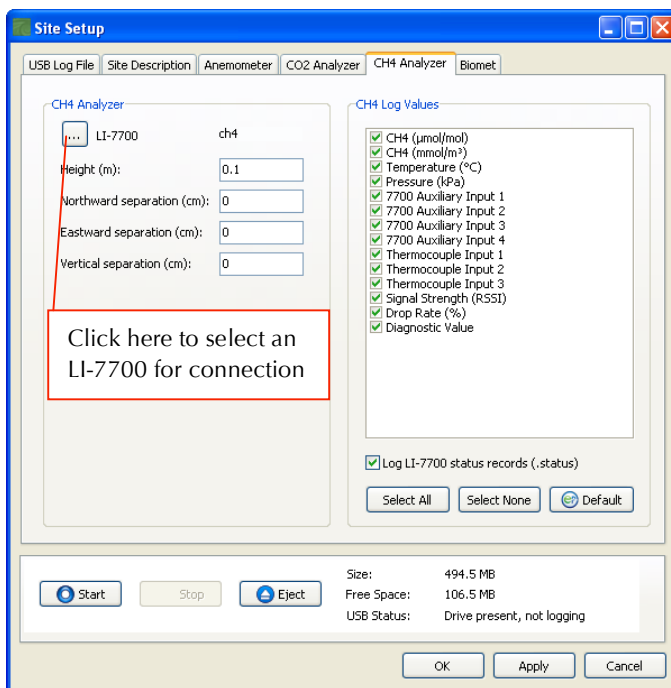 Site Setup
USB Log File Site Description Anemometer CO2 Analyzer CH4 Analyzer Biomet
CH4 Analyzer
... LI-7700 ch4
Height (m): 0.1
Northward separation (cm): 0
Eastward separation (cm): 0
Vertical separation (cm): 0
Click here to select an
LI-7700 for connection
CH4 Log Values
CH4 (µmol/mol)
CH4 (mmol/m³)
Temperature (°C)
Pressure (kPa)
7700 Auxiliary Input 1
7700 Auxiliary Input 2
7700 Auxiliary Input 3
7700 Auxiliary Input 4
Thermocouple Input 1
Thermocouple Input 2
Thermocouple Input 3
Signal Strength (RSSI)
Drop Rate (%)
Diagnostic Value
Log LI-7700 status records (.status)
Select All Select None Default
Start Stop Eject
Size: 494.5 MB
Free Space: 106.5 MB
USB Status: Drive present, not logging
OK Apply Cancel